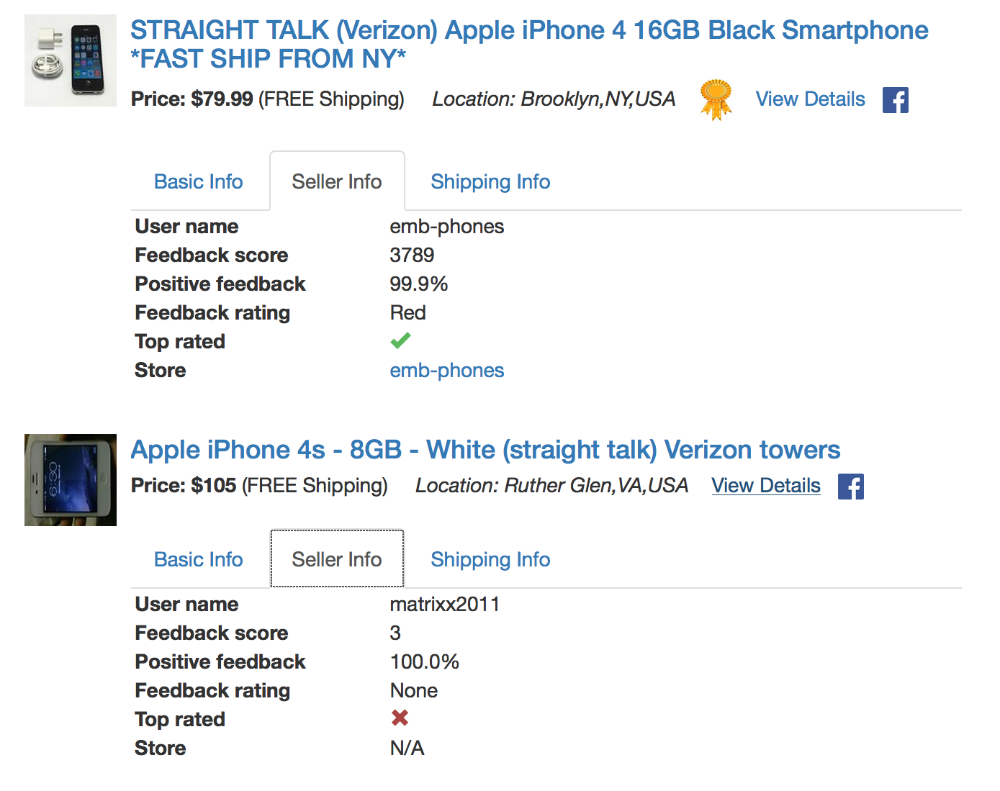 STRAIGHT TALK (Verizon) Apple iPhone 4 16GB Black Smartphone
*FAST SHIP FROM NY*
Price: $79.99 (FREE Shipping) Location: Brooklyn,NY,USA View Details
Basic Info Seller Info Shipping Info
User name emb-phones
Feedback score 3789
Positive feedback 99.9%
Feedback rating Red
Top rated
Store emb-phones
Apple iPhone 4s - 8GB - White (straight talk) Verizon towers
Price: $105 (FREE Shipping) Location: Ruther Glen,VA,USA View Details
6:30
Basic Info Seller Info Shipping Info
User name matrixx2011
Feedback score 3
Positive feedback 100.0%
Feedback rating None
Top rated
Store N/A